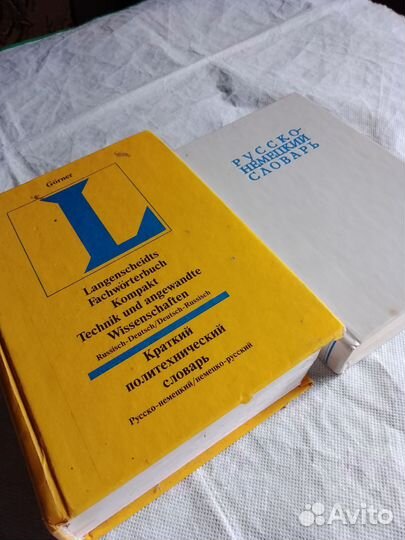 Görner
L
Langenscheidts
Fachwörterbuch
Kompakt
Technik und angewandte
Wissenschaften
Russisch-Deutsch/Deutsch-Russisch
Краткий
политехнический
словарь
Русско-немецкий/немецко-русский
РУССКО-
НЕМЕЦКИЙ
СЛОВАРЬ
Avito